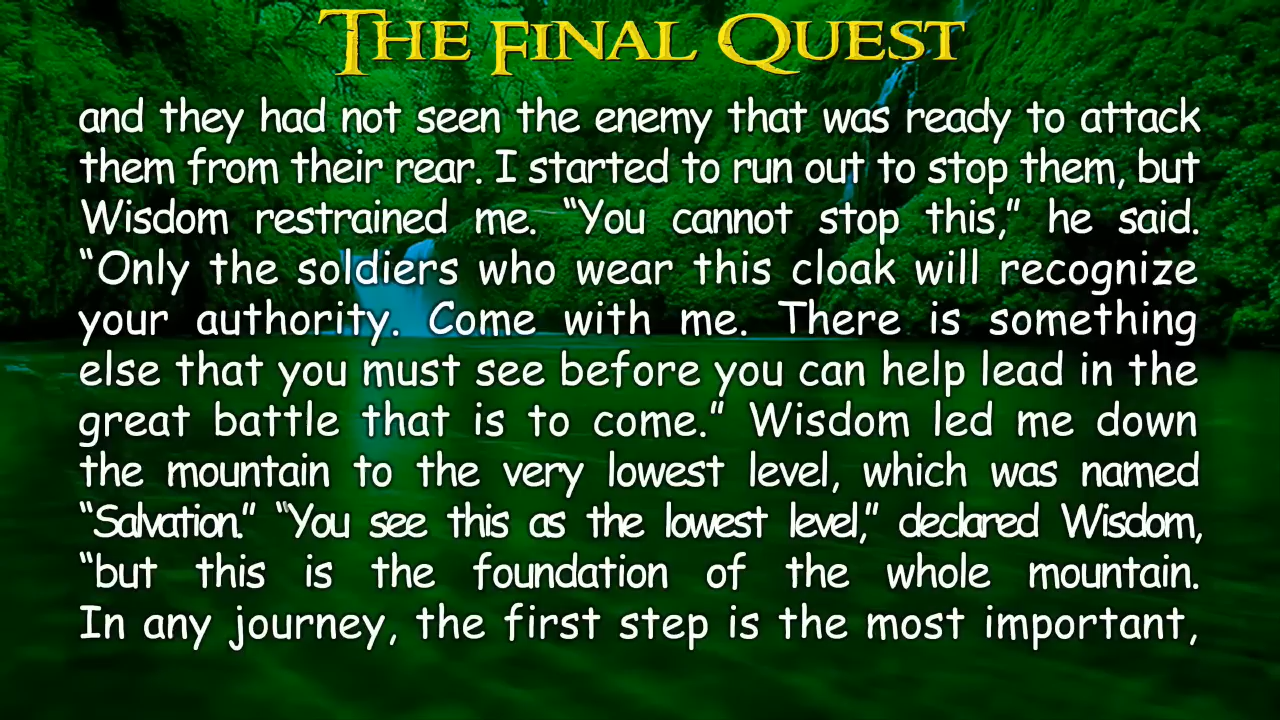 THE FINAL QUEST
and they had not seen the enemy that was ready to attack
them from their rear. I started to run out to stop them, but
Wisdom restrained me. “You cannot stop this,” he said.
“Only the soldiers who wear this cloak will recognize
your authority. Come with me. There is something
else that you must see before you can help lead in the
great battle that is to come.” Wisdom led me down
the mountain to the very lowest level, which was named
“Salvation.” “You see this as the lowest level,” declared Wisdom,
“but this is the foundation of the whole mountain.
In any journey, the first step is the most important,